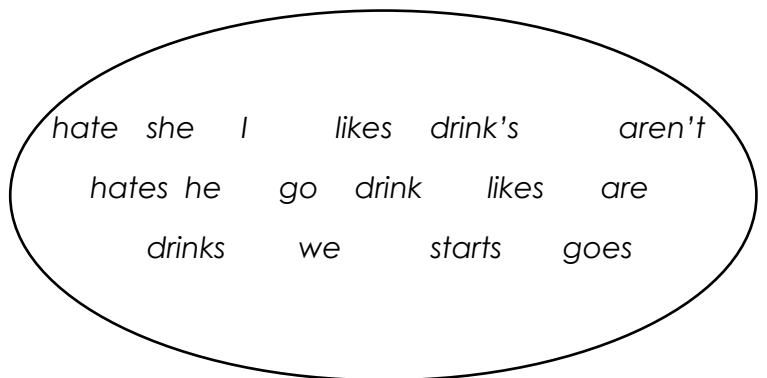 hate she I likes drink’s aren’t
hates he go drink likes are
drinks we starts goes